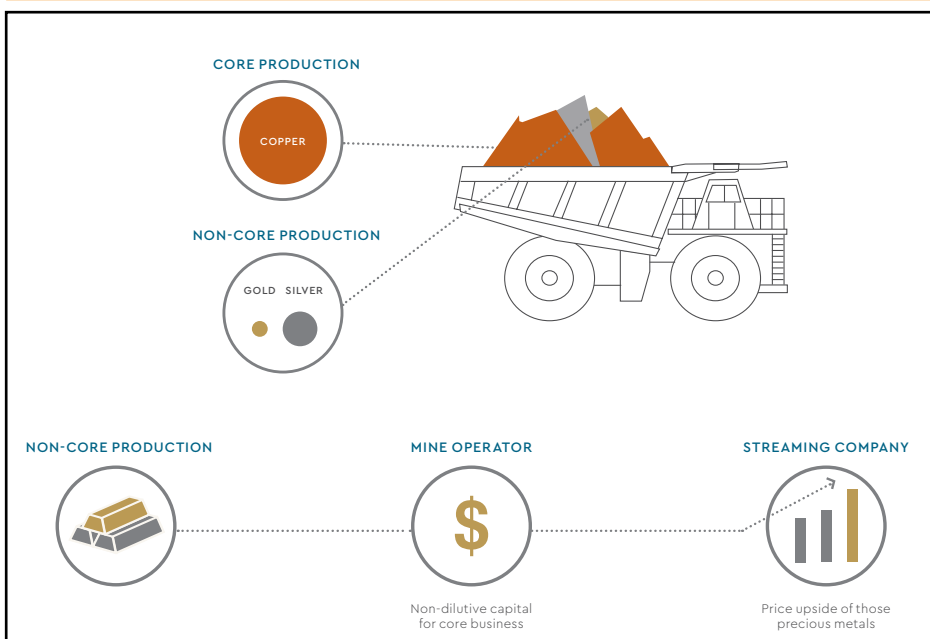 CORE PRODUCTION
COPPER
NON-CORE PRODUCTION
GOLD SILVER
NON-CORE PRODUCTION
MINE OPERATOR
STREAMING COMPANY
$
Non-dilutive capital
for core business
Price upside of those
precious metals